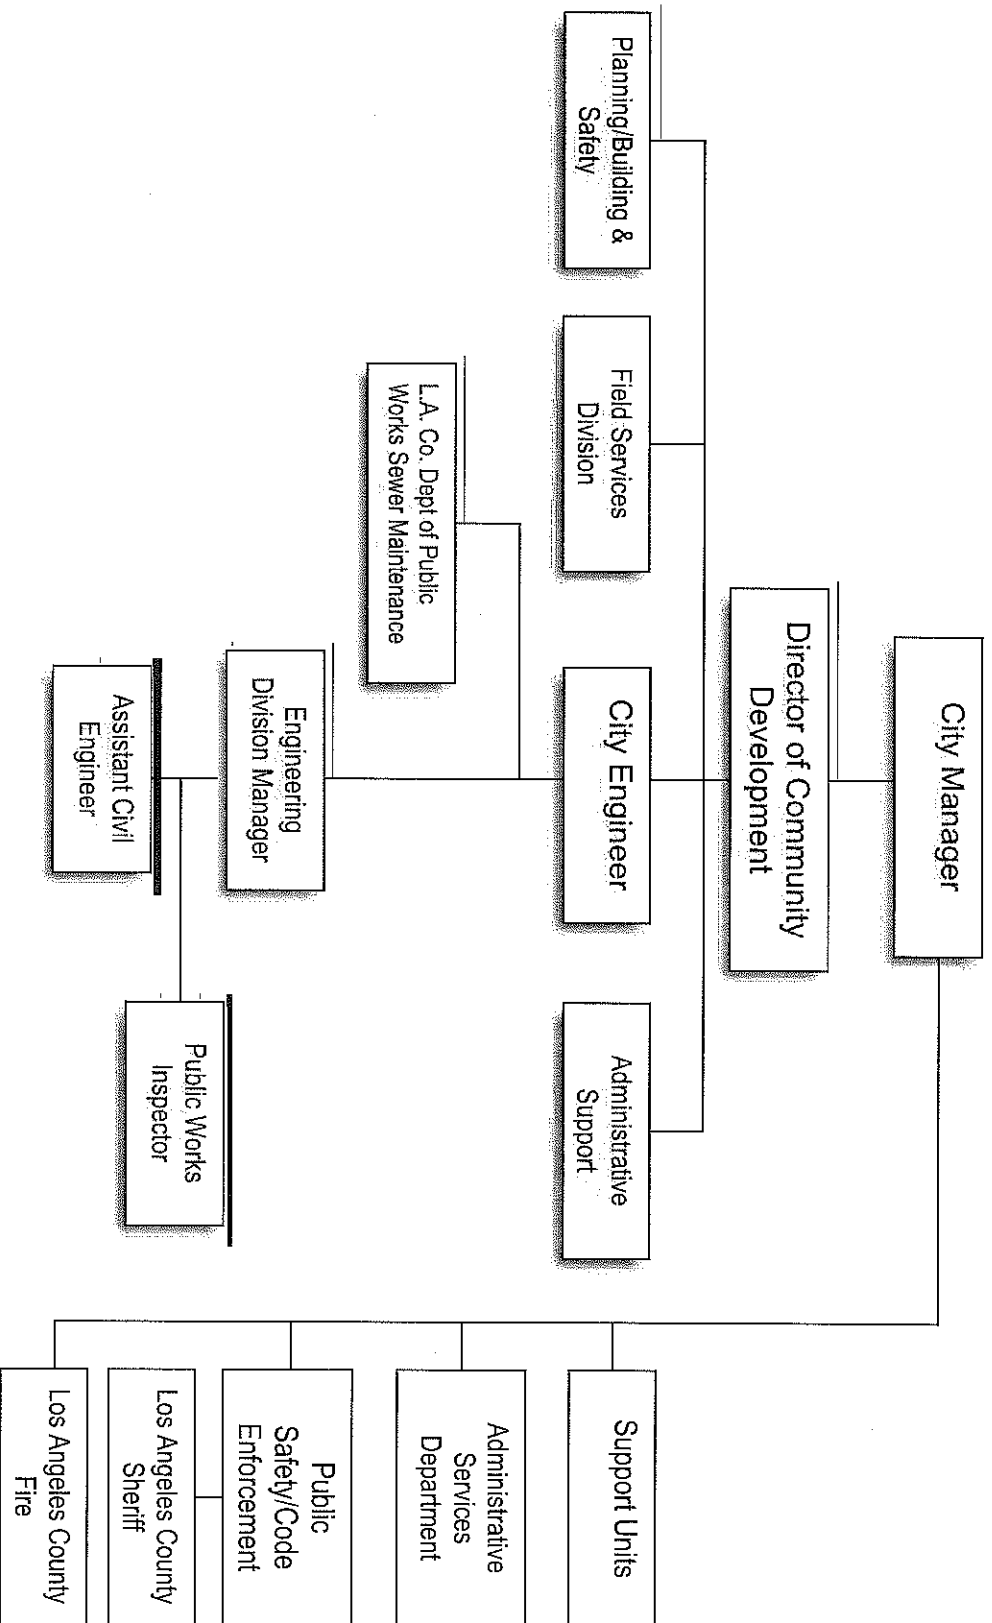 City Manager
Director of Community
Development
Planning/Building &
Safety
Field Services
Division
City Engineer
Administrative
Support
L.A. Co. Dept of Public
Works Sewer Maintenance
Engineering
Division Manager
Assistant Civil
Engineer
Public Works
Inspector
Support Units
Administrative
Services
Department
Public
Safety/Code
Enforcement
Los Angeles County
Sheriff
Los Angeles County
Fire